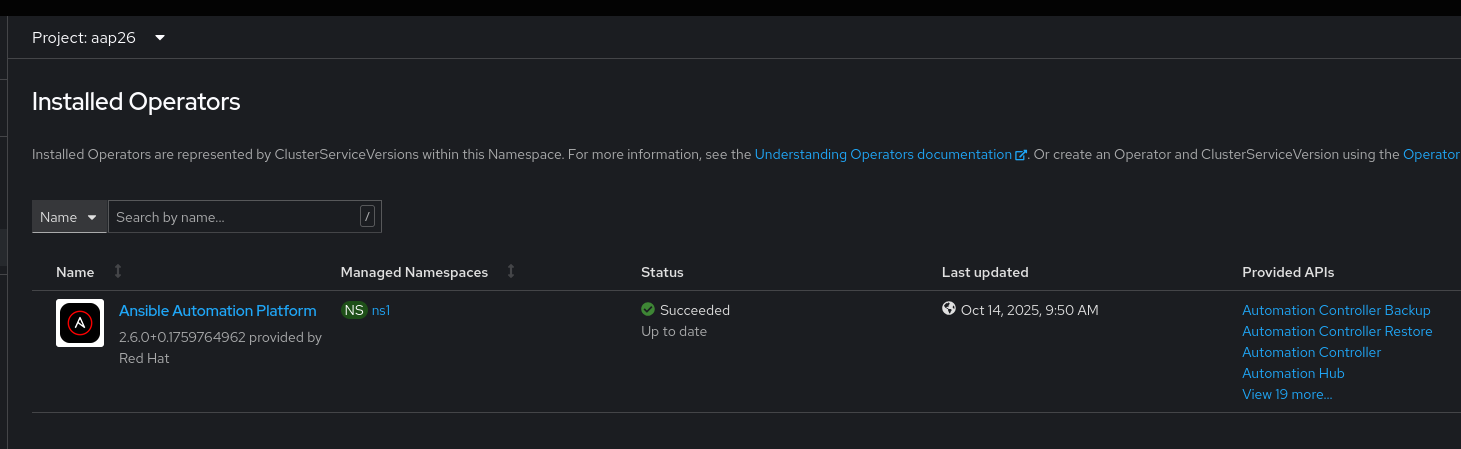 Project: aap26
Installed Operators
Installed Operators are represented by ClusterServiceVersions within this Namespace. For more information, see the Understanding Operators documentation. Or create an Operator and ClusterServiceVersion using the Operator
Name Search by name... /
Name Managed Namespaces Status Last updated Provided APIs
Ansible Automation Platform NS ns1 Succeeded Oct 14, 2025, 9:50 AM Automation Controller Backup
2.6.0+0.1759764962 provided by Up to date Automation Controller Restore
Red Hat Automation Controller
Automation Hub
View 19 more...